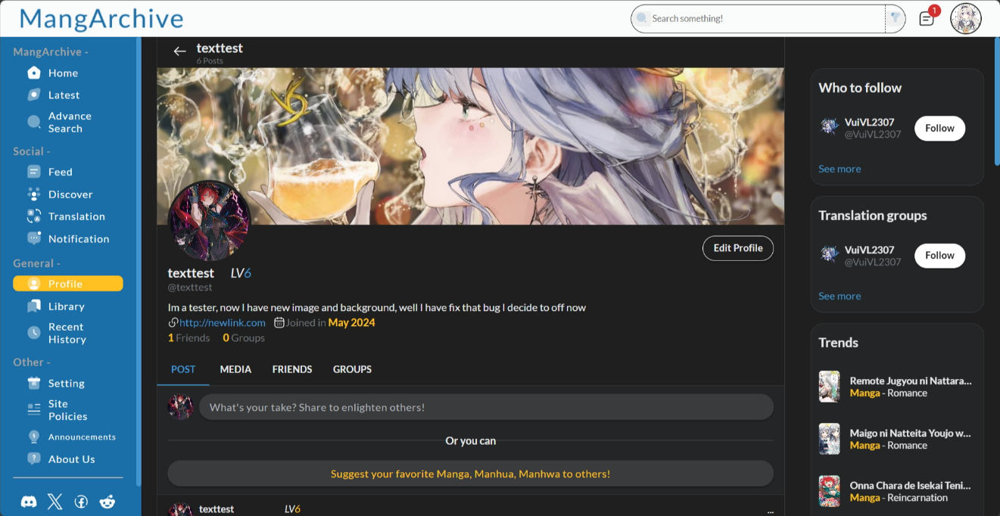 MangArchive
Search something!
1
MangArchive -
Home
Latest
Advance
Search
Social -
Feed
Discover
Translation
Notification
General -
Profile
Library
Recent
History
Other -
Setting
Site
Policies
Announcements
About Us
texttest
6 Posts
Edit Profile
texttest LV6
@texttest
Im a tester, now I have new image and background, well I have fix that bug I decide to off now
http://newlink.com Joined in May 2024
1 Friends 0 Groups
POST MEDIA FRIENDS GROUPS
What's your take? Share to enlighten others!
Or you can
Suggest your favorite Manga, Manhua, Manhwa to others!
texttest LV6
...
Who to follow
VuiVL2307
@VuiVL2307
Follow
See more
Translation groups
VuiVL2307
@VuiVL2307
Follow
See more
Trends
Remote Jugyou ni Nattara...
Manga - Romance
Maigo ni Natteita Youjo w...
Manga - Romance
Onna Chara de Isekai Teni...
Manga - Reincarnation